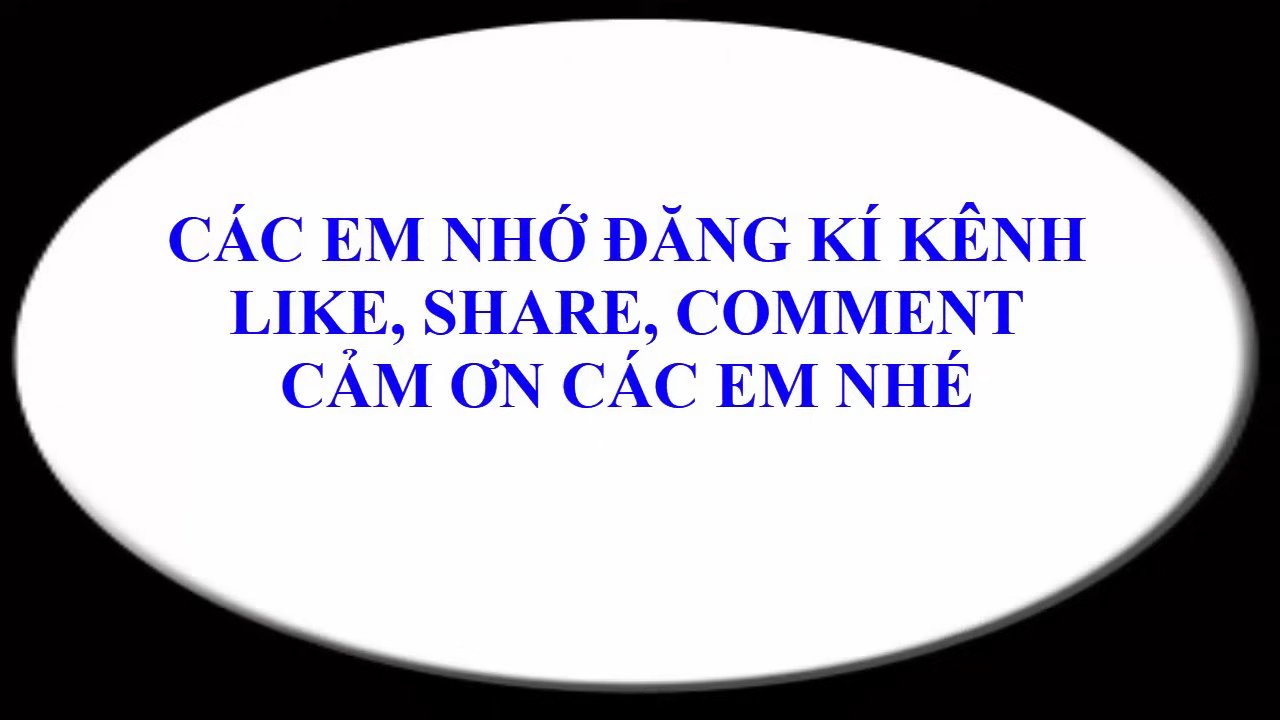 CÁC EM NHỚ ĐĂNG KÍ KÊNH
LIKE, SHARE, COMMENT
CẢM ƠN CÁC EM NHÉ